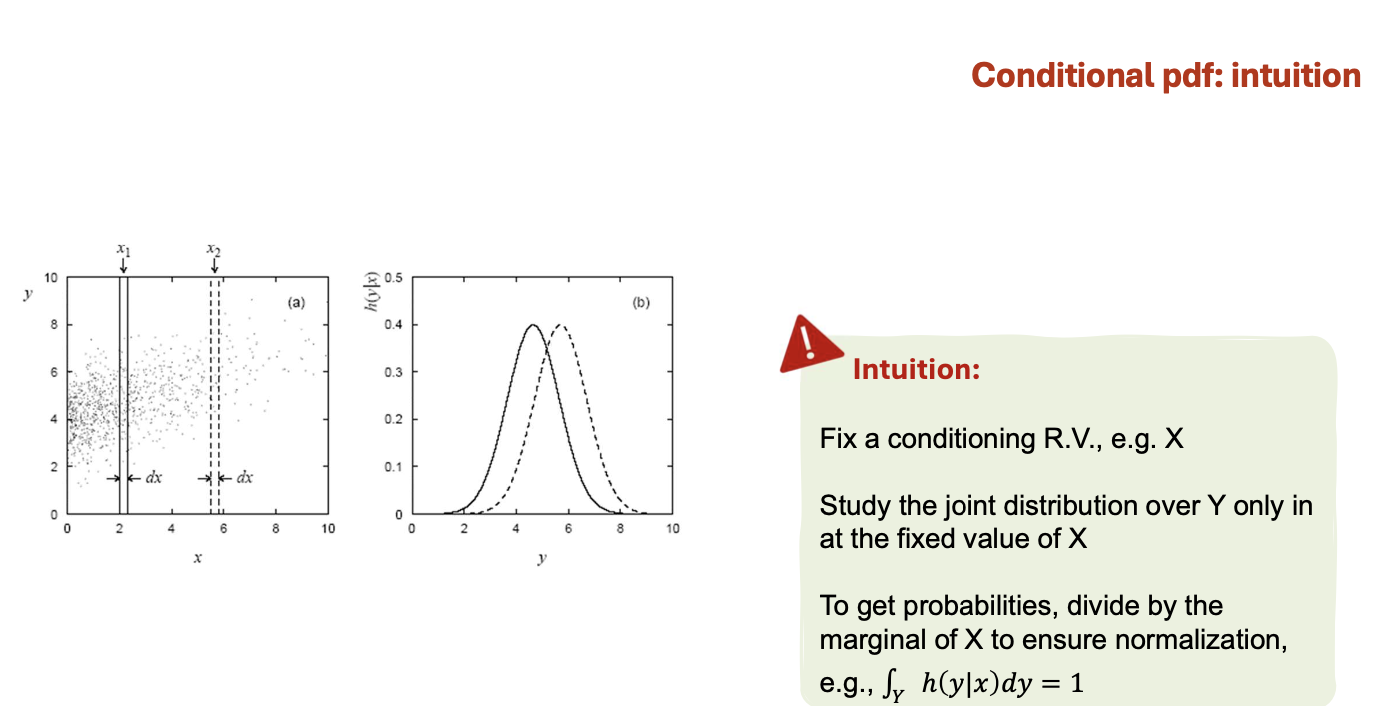 Conditional pdf: intuition
x₁ x₂
10
y
(a)
8
6
4
2
dx dx
0
0 2 4 6 8 10
x
h(y|x)
0.5
(b)
0.4
0.3
0.2
0.1
0
0 2 4 6 8 10
y
!
Intuition:
Fix a conditioning R.V., e.g. X
Study the joint distribution over Y only in
at the fixed value of X
To get probabilities, divide by the
marginal of X to ensure normalization,
e.g., ∫_Y h(y|x)dy = 1